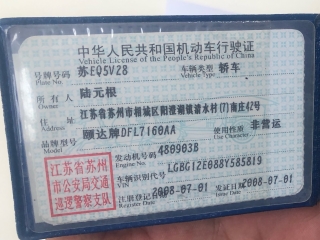 中华人民共和国机动车行驶证
Vehicle License of the People's Republic of China
号牌号码 苏EQ5V28 车辆类型 轿车
Plate No. Vehicle Type
所有人 陆元根
Owner
住址 江苏省苏州市相城区阳澄湖镇清水村(7)南庄42号
Address
品牌型号 颐达牌DFL7160AA 使用性质 非营运
Model Use Character
发动机号码 480903B
Engine No.
车辆识别代号 LGBG12E088Y585819
VIN
注册登记日期 2008-07-01 发证日期 2008-07-01
Register Date Issue Date
江苏省苏州
市公安局交通
巡逻警察支队